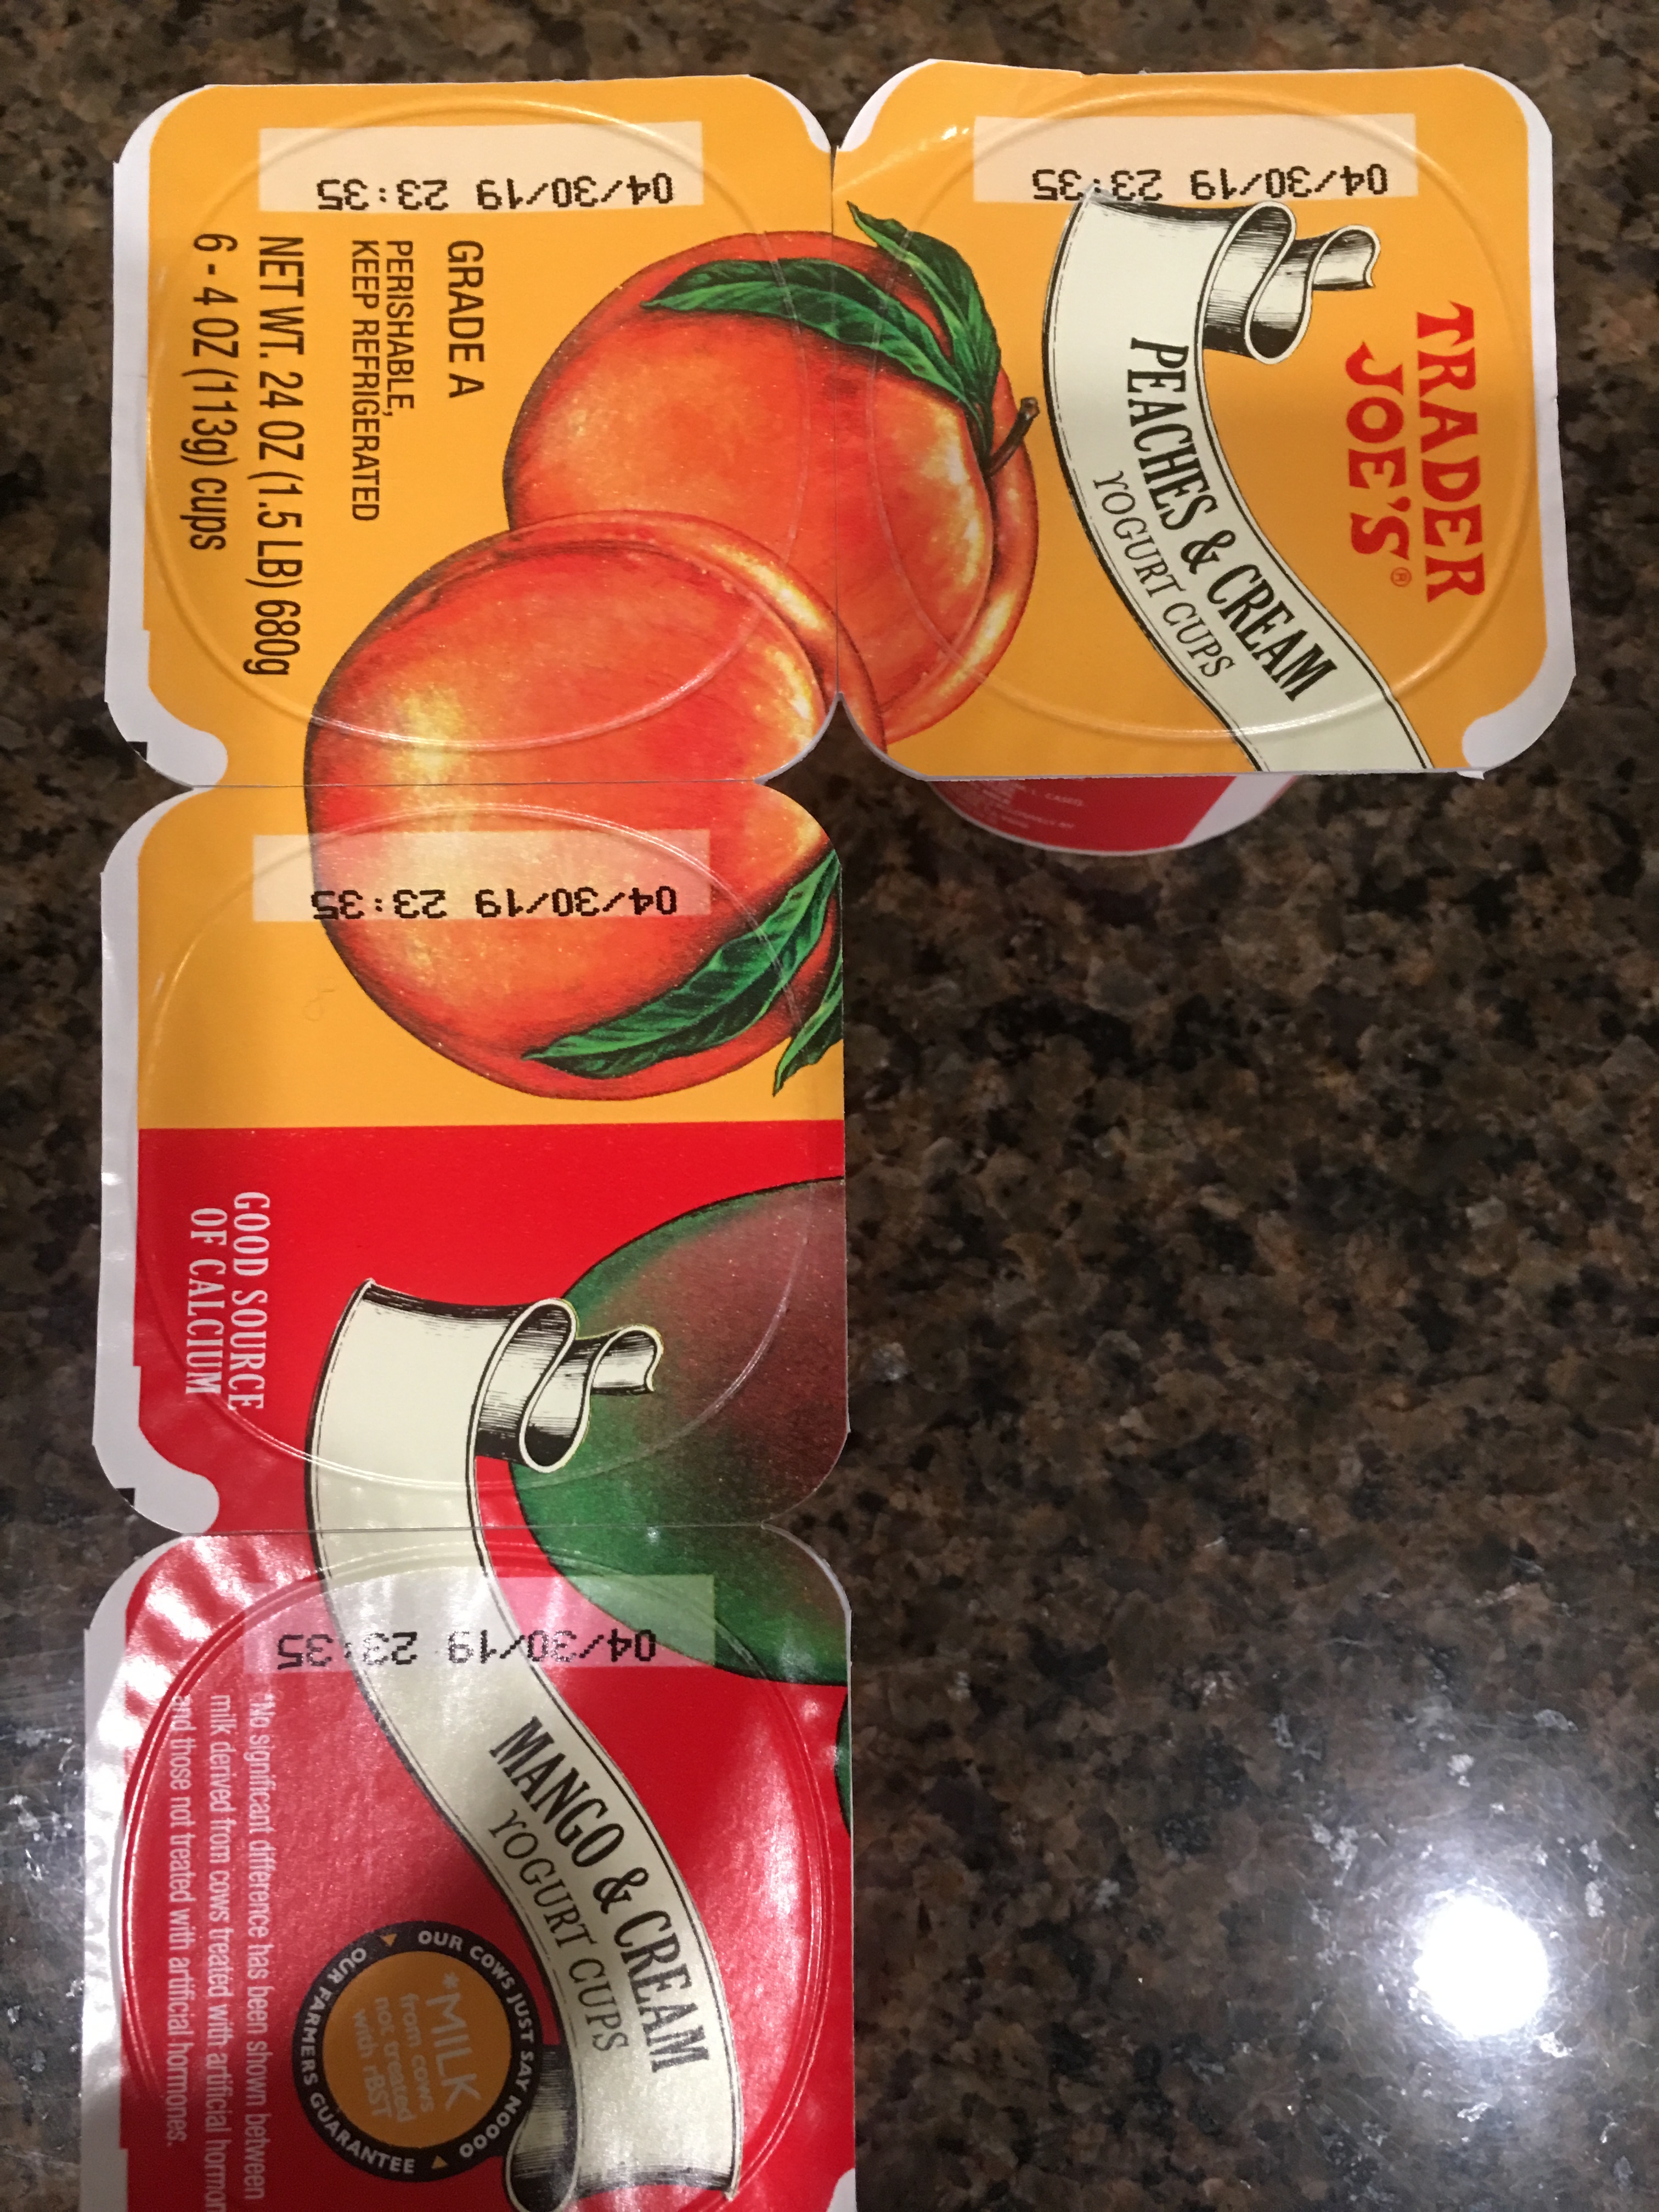 TRADER
JOE'S®
PEACHES & CREAM
YOGURT CUPS
04/30/19 23:35
04/30/19 23:35
GRADE A
PERISHABLE,
KEEP REFRIGERATED
NET WT. 24 OZ (1.5 LB) 680g
6 - 4 OZ (113g) cups
04/30/19 23:35
GOOD SOURCE
OF CALCIUM
04/30/19 23:35
MANGO & CREAM
YOGURT CUPS
OUR COWS JUST SAY NOOOO
OUR FARMERS GUARANTEE
*MILK
from cows
not treated
with rBST
*No significant difference has been shown between
milk derived from cows treated with artificial
and those not treated with artificial hormones.